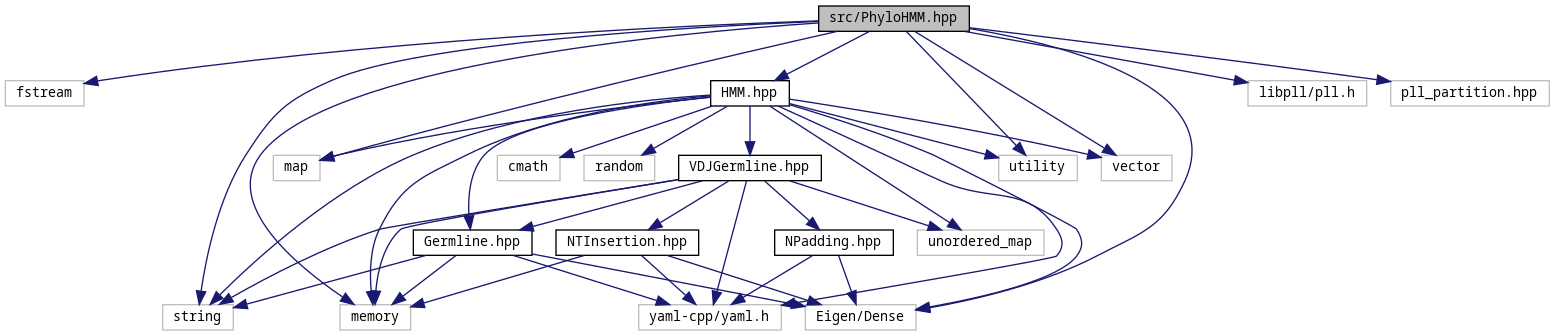 src/PhyloHMM.hpp
fstream
HMM.hpp
libpll/pll.h
pll_partition.hpp
map
cmath
random
VDJGermline.hpp
utility
vector
Germline.hpp
NTInsertion.hpp
NPadding.hpp
unordered_map
string
memory
yaml-cpp/yaml.h
Eigen/Dense